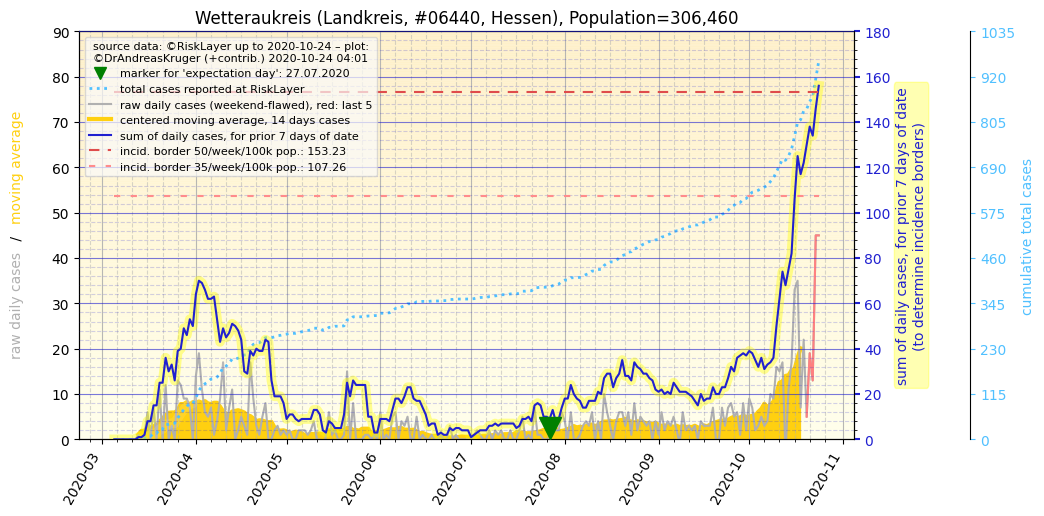 Wetteraukreis (Landkreis, #06440, Hessen), Population=306,460
source data: ©RiskLayer up to 2020-10-24 – plot:
©DrAndreasKruger (+contrib.) 2020-10-24 04:01
marker for 'expectation day': 27.07.2020
total cases reported at RiskLayer
raw daily cases (weekend-flawed), red: last 5
centered moving average, 14 days cases
sum of daily cases, for prior 7 days of date
incid. border 50/week/100k pop.: 153.23
incid. border 35/week/100k pop.: 107.26
raw daily cases / moving average
90
80
70
60
50
40
30
20
10
0
180
160
140
120
100
80
60
40
20
0
sum of daily cases, for prior 7 days of date
(to determine incidence borders)
1035
920
805
690
575
460
345
230
115
0
cumulative total cases
2020-03
2020-04
2020-05
2020-06
2020-07
2020-08
2020-09
2020-10
2020-11